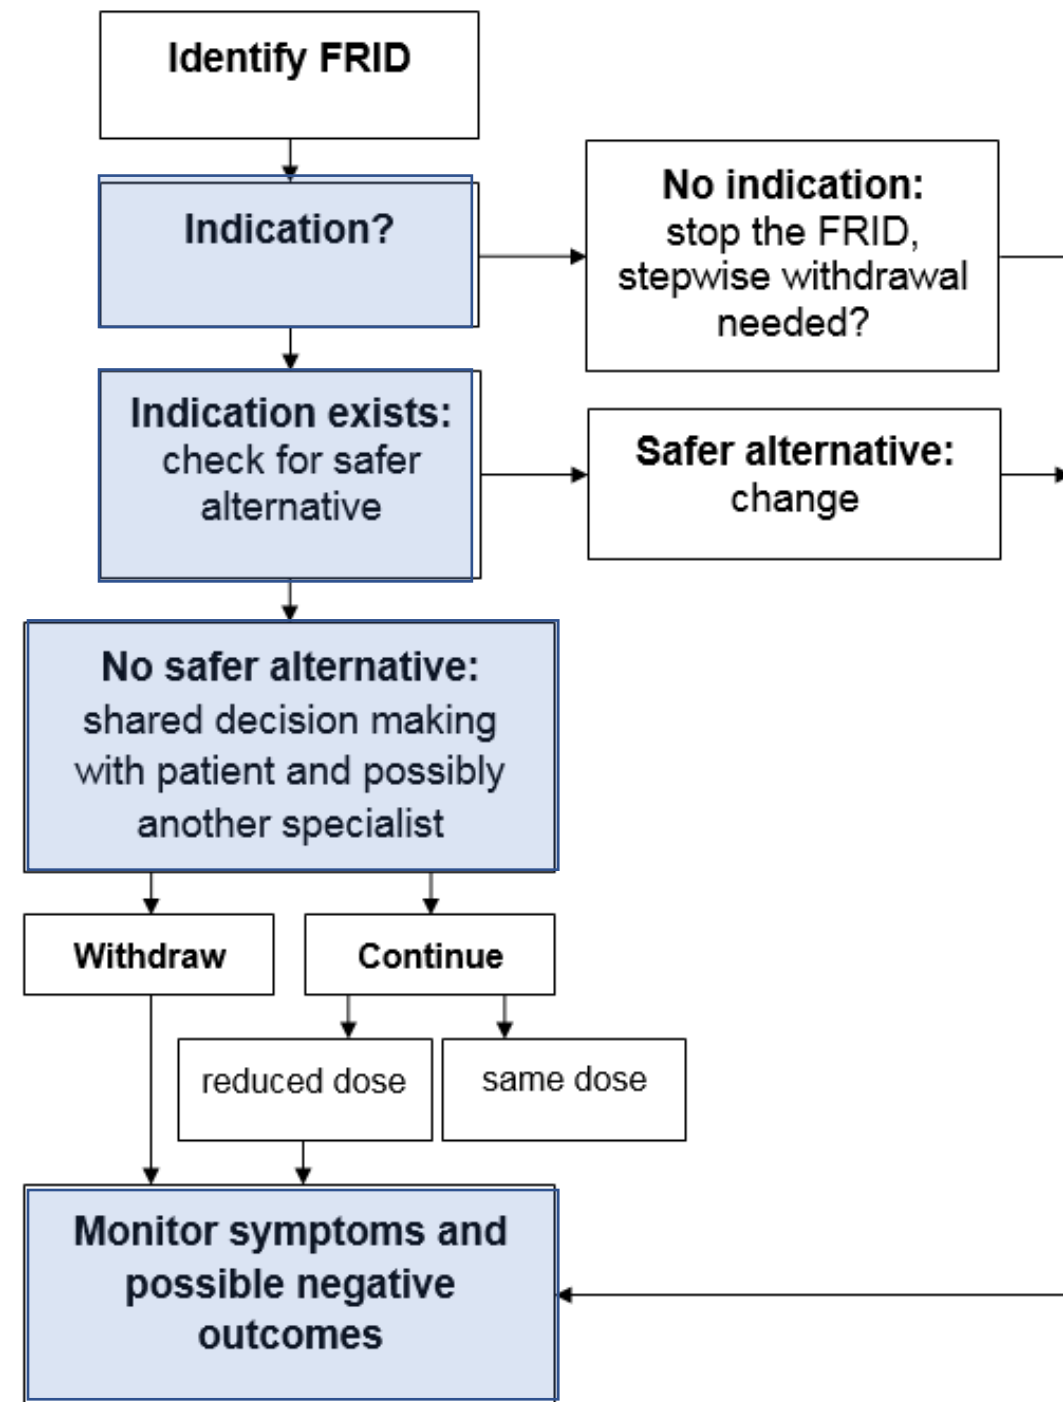 Identify FRID
Indication?
No indication:
stop the FRID,
stepwise withdrawal
needed?
Indication exists:
check for safer
alternative
Safer alternative:
change
No safer alternative:
shared decision making
with patient and possibly
another specialist
Withdraw
Continue
reduced dose
same dose
Monitor symptoms and
possible negative
outcomes